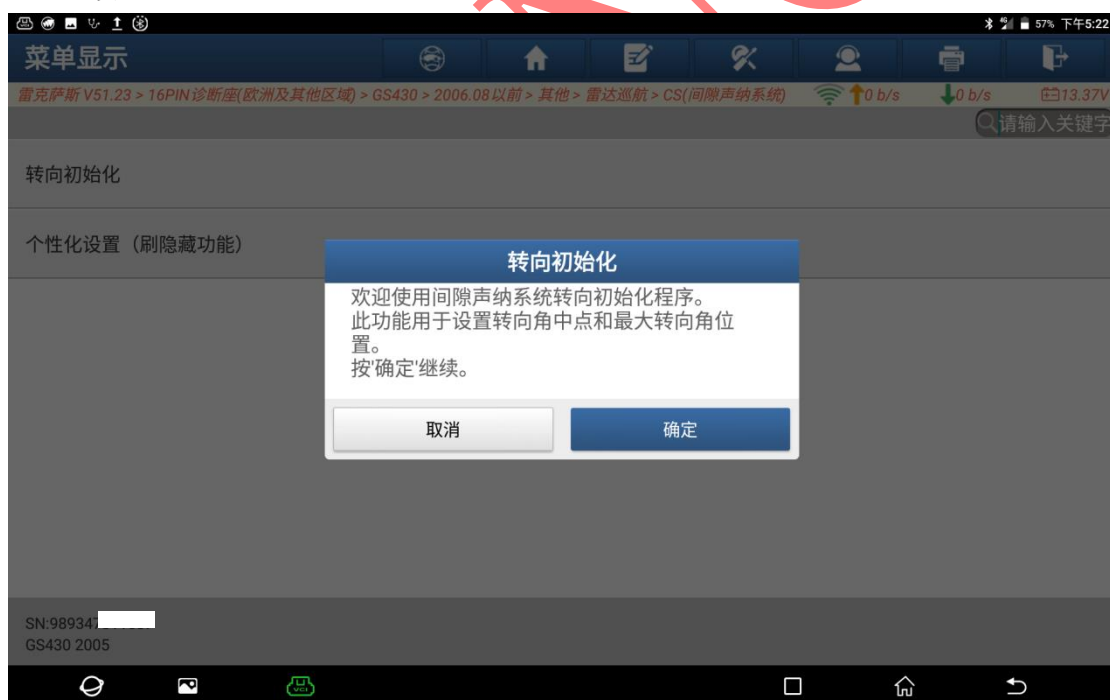 57% 下午5:22
菜单显示
雷克萨斯 V51.23 > 16PIN诊断座(欧洲及其他区域) > GS430 > 2006.08以前 > 其他 > 雷达巡航 > CS(间隙声纳系统)
0 b/s
0 b/s
13.37V
请输入关键字
转向初始化
个性化设置（刷隐藏功能）
转向初始化
欢迎使用间隙声纳系统转向初始化程序。
此功能用于设置转向角中点和最大转向角位
置。
按'确定'继续。
取消
确定
SN:989347
GS430 2005
VCI